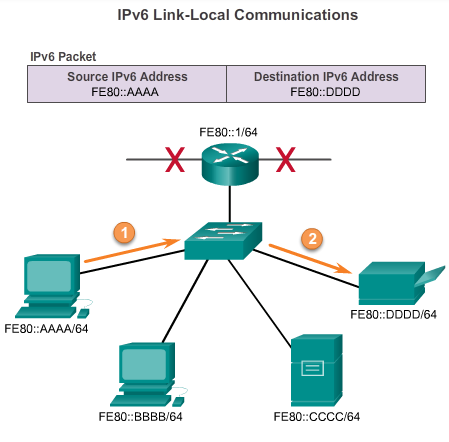 IPv6 Link-Local Communications
IPv6 Packet
Source IPv6 Address
FE80::AAAA
Destination IPv6 Address
FE80::DDDD
FE80::1/64
X
X
1
2
FE80::AAAA/64
FE80::DDDD/64
FE80::BBBB/64
FE80::CCCC/64